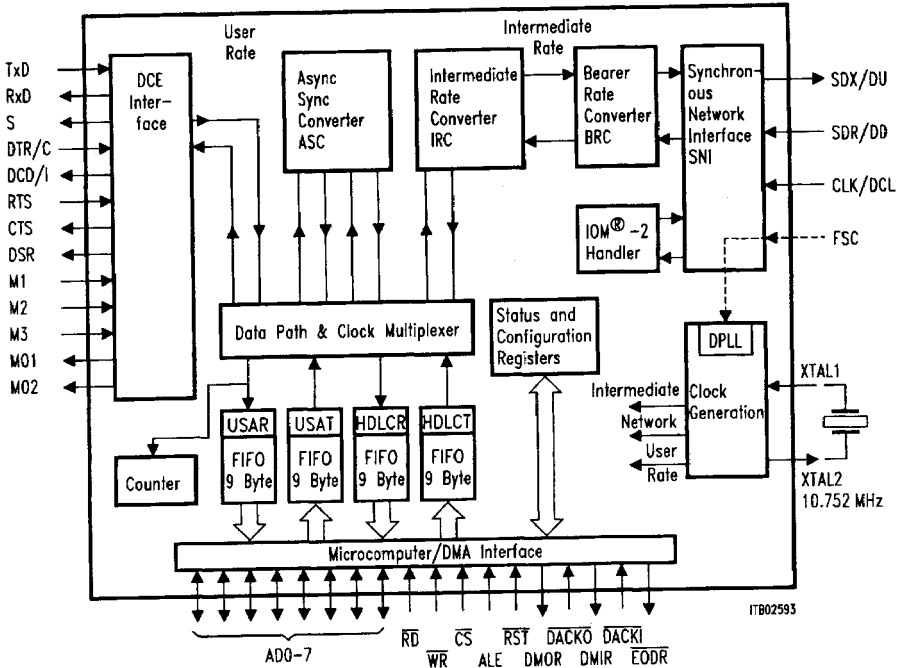 User
Rate
Intermediate
Rate
TxD
RxD
S
DTR/C
DCD/I
RTS
CTS
DSR
M1
M2
M3
MO1
MO2
DCE
Inter-
face
Async
Sync
Converter
ASC
Intermediate
Rate
Converter
IRC
Bearer
Rate
Converter
BRC
Synchron-
ous
Network
Interface
SNI
SDX/DU
SDR/DD
CLK/DCL
FSC
IOM® -2
Handler
Data Path & Clock Multiplexer
Status and
Configuration
Registers
DPLL
Clock
Generation
Intermediate
Network
User
Rate
XTAL1
XTAL2
10.752 MHz
Counter
USAR
FIFO
9 Byte
USAT
FIFO
9 Byte
HDLCR
FIFO
9 Byte
HDLCT
FIFO
9 Byte
Microcomputer/DMA Interface
ITB02593
AD0-7
RD
WR
CS
ALE
RST
DMOR
DACKO
DMIR
DACKI
EODR